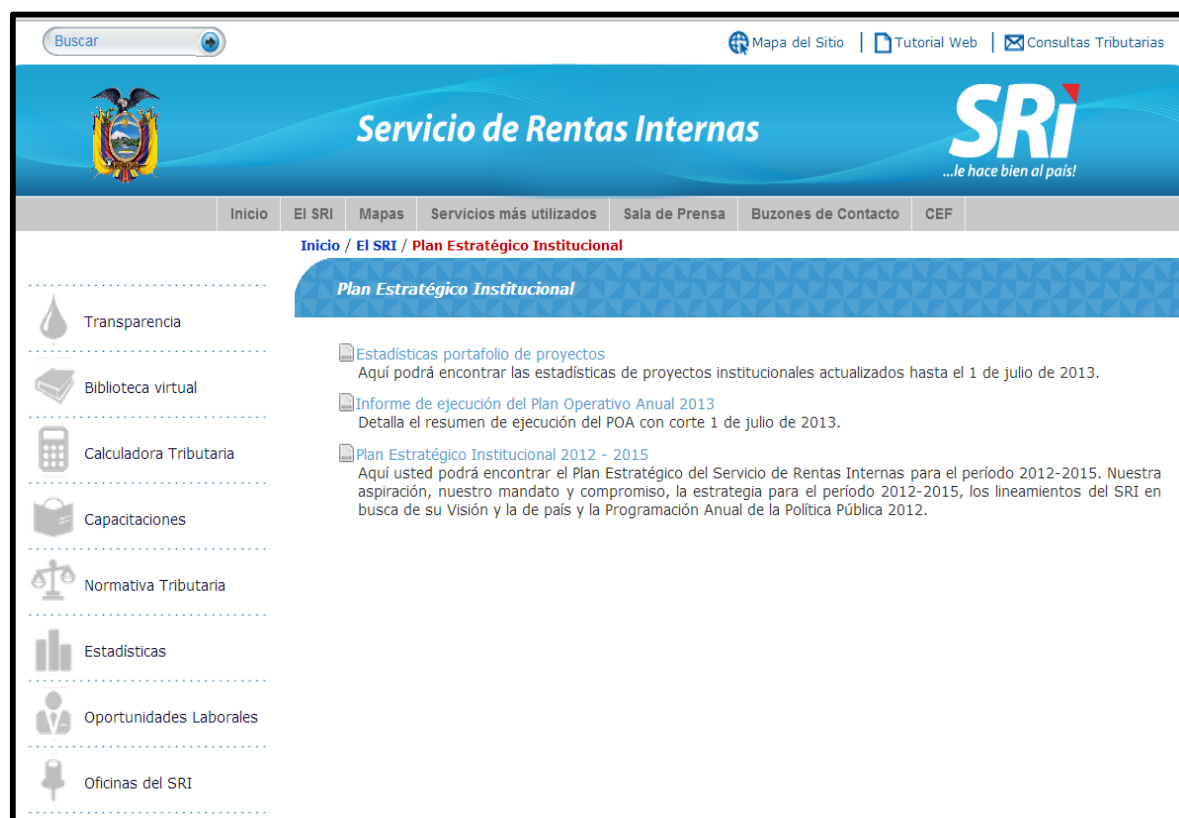 Buscar
Mapa del Sitio | Tutorial Web | Consultas Tributarias
Servicio de Rentas Internas
SRi
...le hace bien al país!
Inicio El SRI Mapas Servicios más utilizados Sala de Prensa Buzones de Contacto CEF
Inicio / El SRI / Plan Estratégico Institucional
Plan Estratégico Institucional
Transparencia
Biblioteca virtual
Calculadora Tributaria
Capacitaciones
Normativa Tributaria
Estadísticas
Oportunidades Laborales
Oficinas del SRI
Estadísticas portafolio de proyectos
Aquí podrá encontrar las estadísticas de proyectos institucionales actualizados hasta el 1 de julio de 2013.
Informe de ejecución del Plan Operativo Anual 2013
Detalla el resumen de ejecución del POA con corte 1 de julio de 2013.
Plan Estratégico Institucional 2012 - 2015
Aquí usted podrá encontrar el Plan Estratégico del Servicio de Rentas Internas para el período 2012-2015. Nuestra
aspiración, nuestro mandato y compromiso, la estrategia para el período 2012-2015, los lineamientos del SRI en
busca de su Visión y la de país y la Programación Anual de la Política Pública 2012.